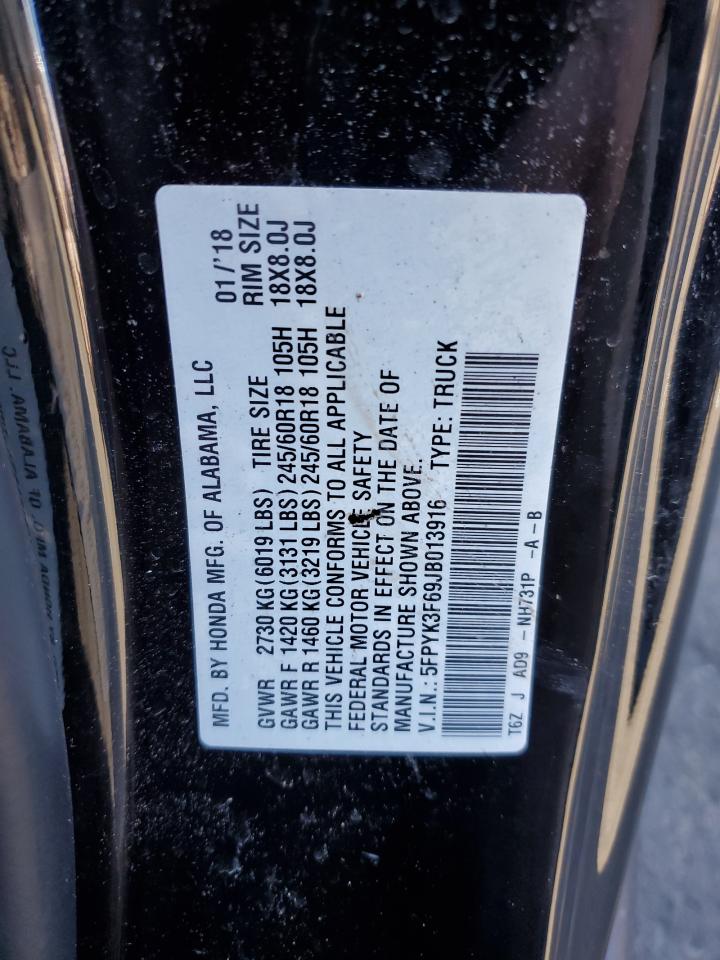 MFD. BY HONDA MFG. OF ALABAMA, LLC 01/'18
GVWR 2730 KG(6019 LBS) TIRE SIZE RIM SIZE
GAWR F 1420 KG(3131 LBS)245/60R18 105H 18X8.0J
GAWR R 1460 KG(3219 LBS)245/60R18 105H 18X8.0J
THIS VEHICLE CONFORMS TO ALL APPLICABLE
FEDERAL MOTOR VEHICLE SAFETY
STANDARDS IN EFFECT ON THE DATE OF
MANUFACTURE SHOWN ABOVE..
V.I.N.: 5FPYK3F69JB013916 TYPE: TRUCK
T6Z J AD9 - NH731P -A -B